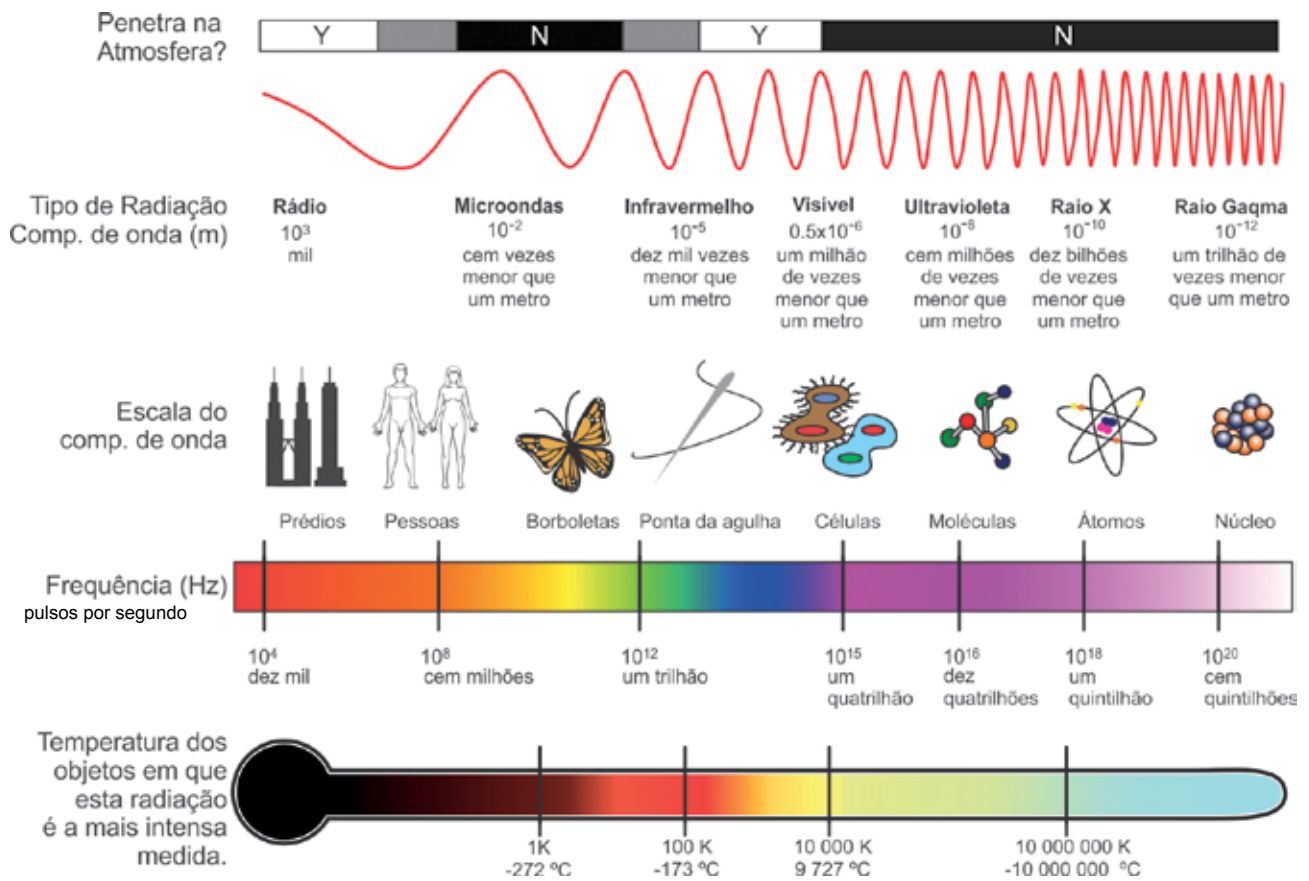 Penetra na
Atmosfera?
Y N Y N
Tipo de Radiação
Comp. de onda (m)
Rádio
10³
mil
Microondas
10⁻²
cem vezes
menor que
um metro
Infravermelho
10⁻⁵
dez mil vezes
menor que
um metro
Visível
0.5x10⁻⁶
um milhão
de vezes
menor que
um metro
Ultravioleta
10⁻⁸
cem milhões
de vezes
menor que
um metro
Raio X
10⁻¹⁰
dez bilhões
de vezes
menor que
um metro
Raio Gaqma
10⁻¹²
um trilhão de
vezes menor
que um metro
Escala do
comp. de onda
Prédios
Pessoas
Borboletas
Ponta da agulha
Células
Moléculas
Átomos
Núcleo
Frequência (Hz)
pulsos por segundo
10⁴
dez mil
10⁸
cem milhões
10¹²
um trilhão
10¹⁵
um
quatrilhão
10¹⁶
dez
quatrilhões
10¹⁸
um
quintilhão
10²⁰
cem
quintilhões
Temperatura dos
objetos em que
esta radiação
é a mais intensa
medida.
1K
-272 ºC
100 K
-173 ºC
10 000 K
9 727 ºC
10 000 000 K
-10 000 000 ºC